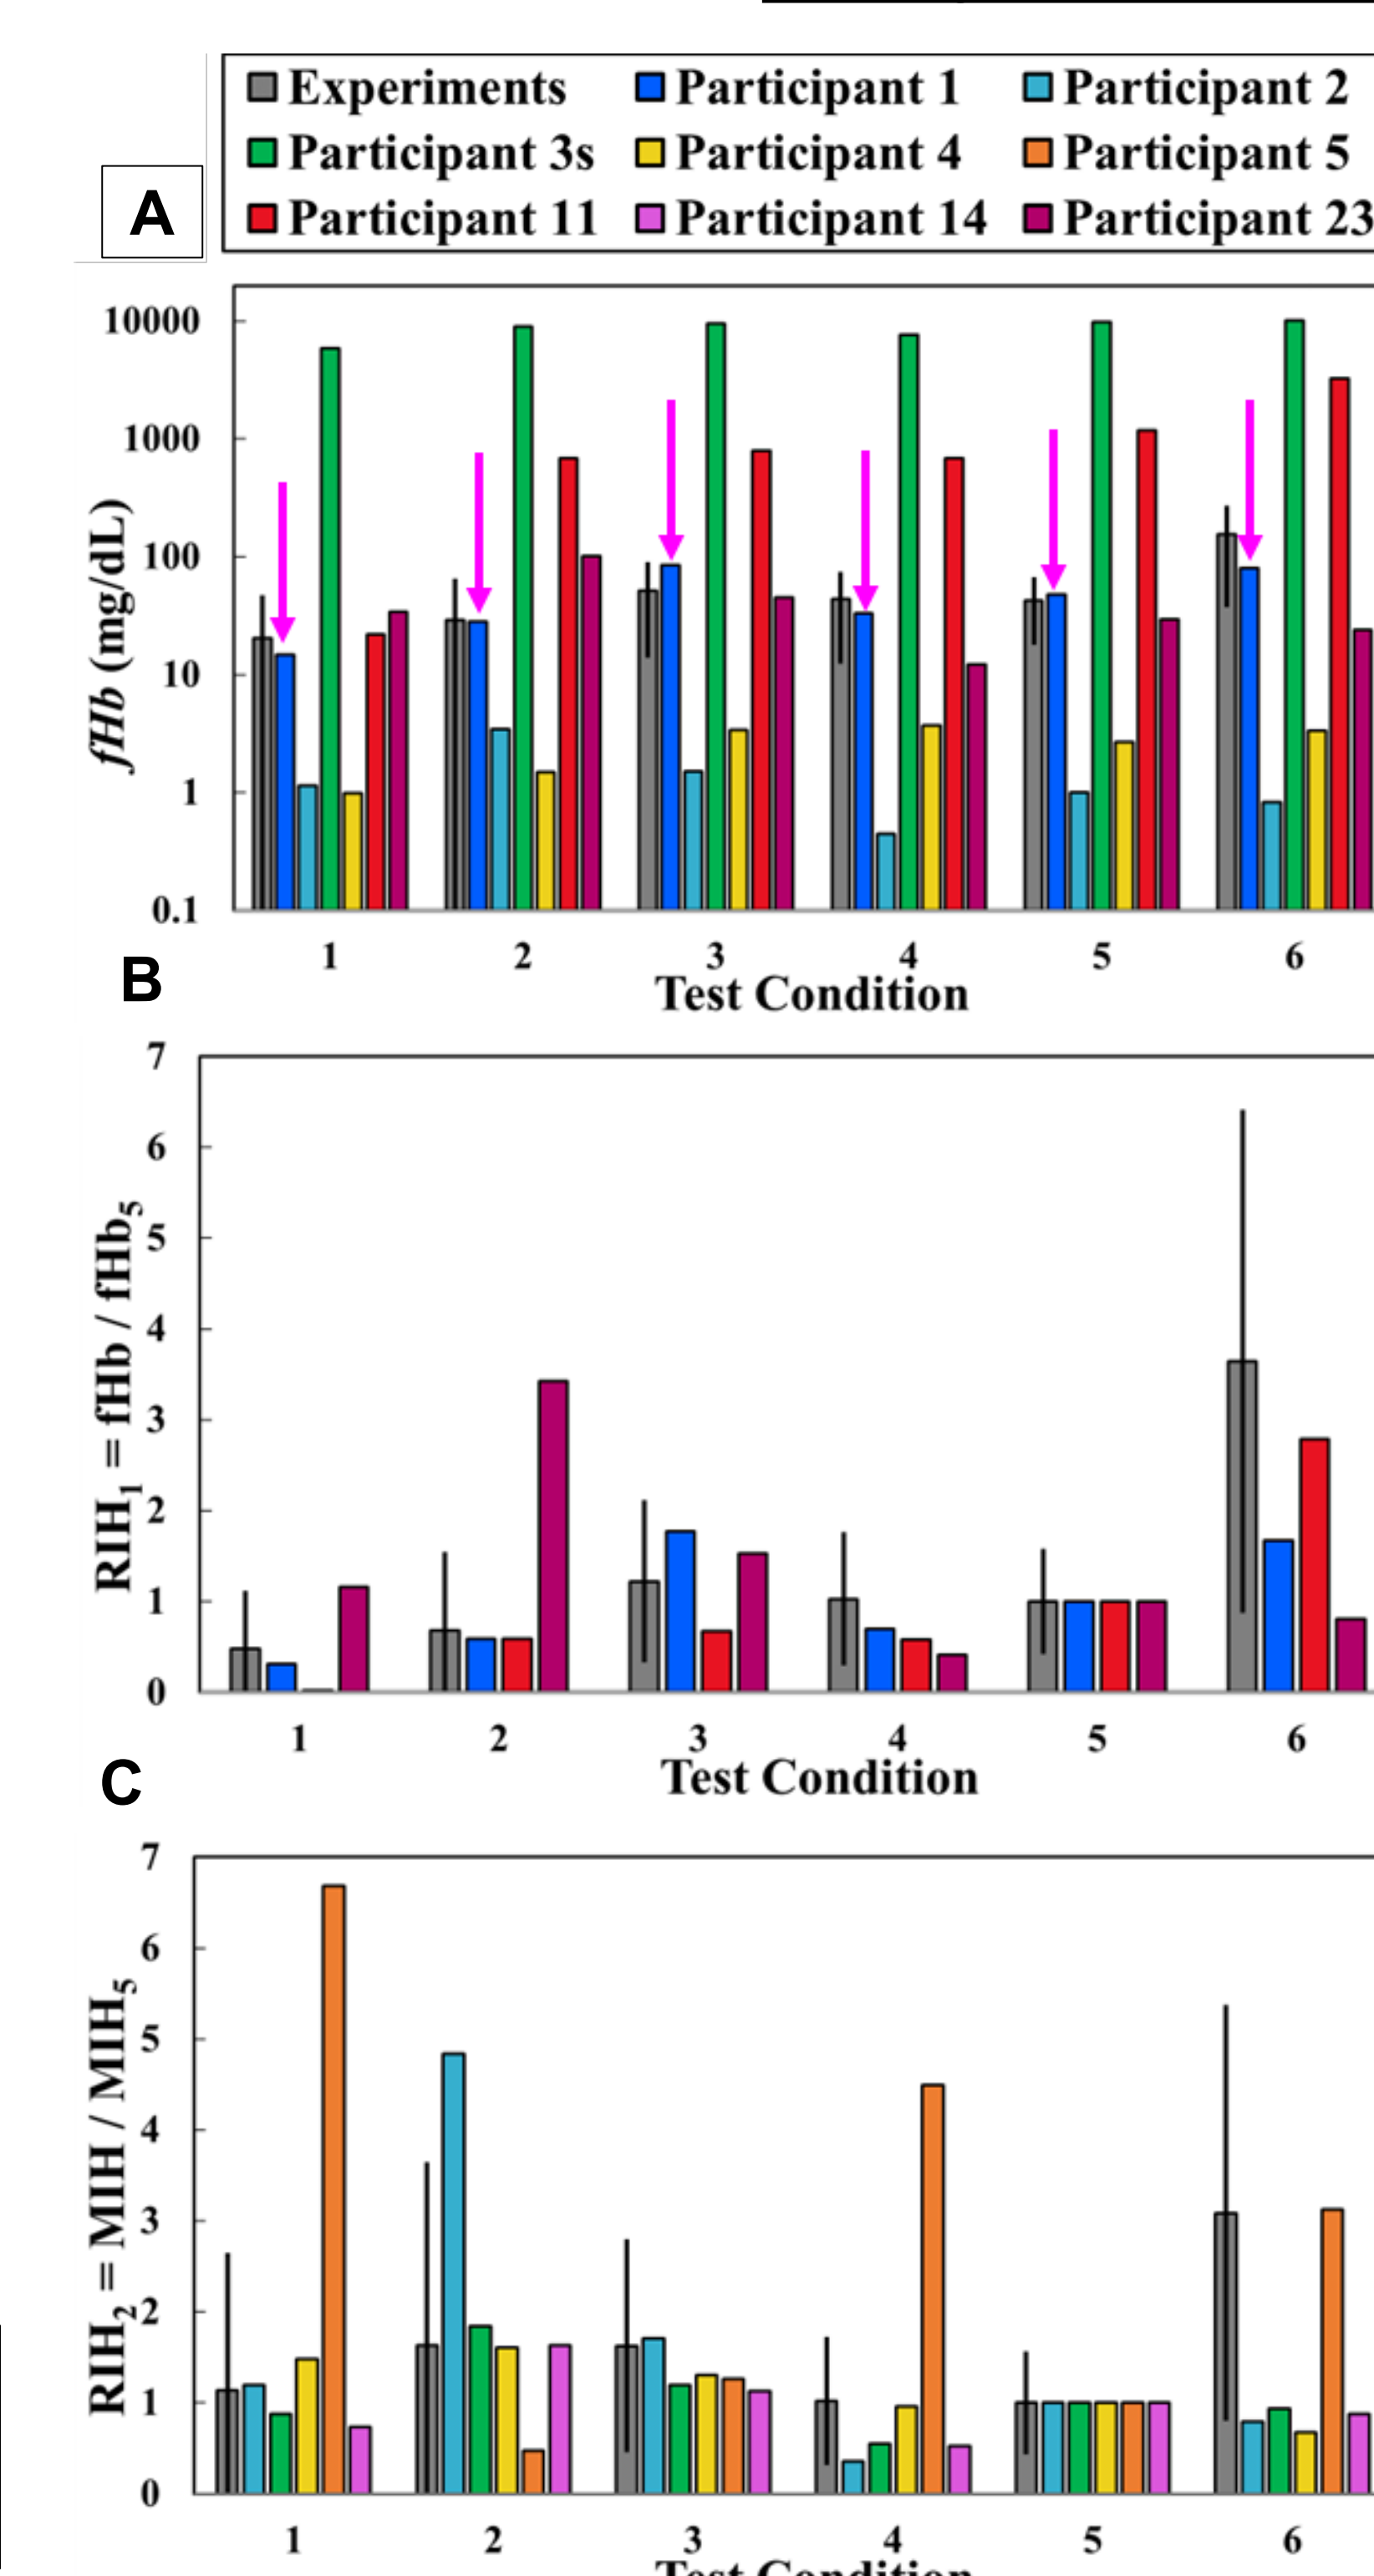 Experiments Participant 1 Participant 2
Participant 3s Participant 4 Participant 5
Participant 11 Participant 14 Participant 23
A
10000
1000
100
10
1
0.1
fHb (mg/dL)
1 2 3 4 5 6
Test Condition
B
7
6
5
4
3
2
1
0
RIH1 = fHb / fHb5
1 2 3 4 5 6
Test Condition
C
7
6
5
4
3
2
1
0
RIH2 = MIH / MIH5
1 2 3 4 5 6
Test Condition